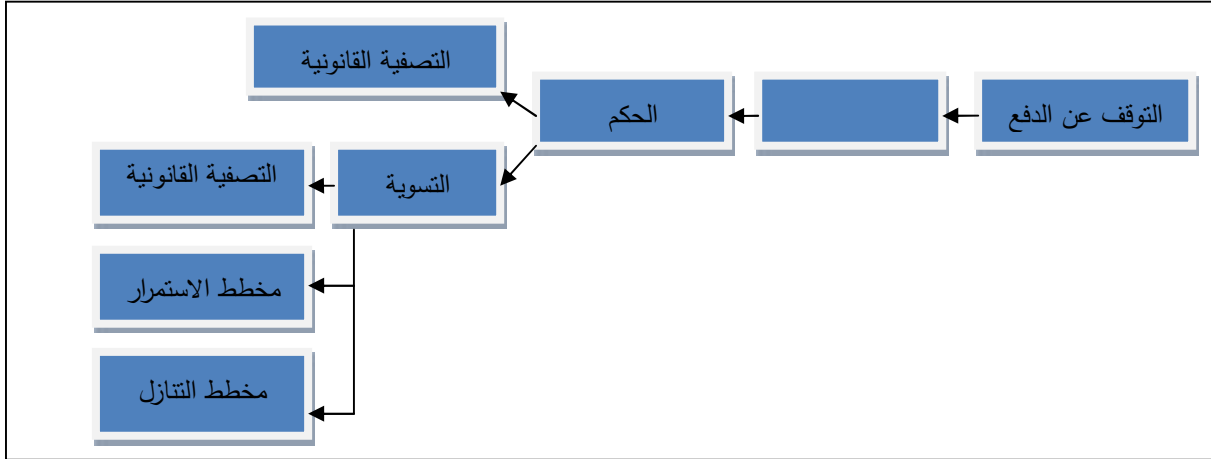 التصفية القانونية
التوقف عن الدفع
الحكم
التسوية
التصفية القانونية
مخطط الاستمرار
مخطط التنازل